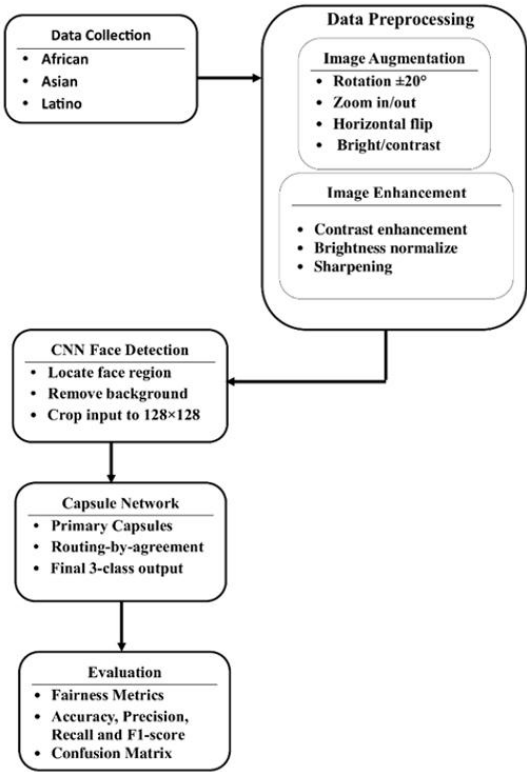 Data Collection
• African
• Asian
• Latino
Data Preprocessing
Image Augmentation
• Rotation ±20°
• Zoom in/out
• Horizontal flip
• Bright/contrast
Image Enhancement
• Contrast enhancement
• Brightness normalize
• Sharpening
CNN Face Detection
• Locate face region
• Remove background
• Crop input to 128×128
Capsule Network
• Primary Capsules
• Routing-by-agreement
• Final 3-class output
Evaluation
• Fairness Metrics
• Accuracy, Precision,
Recall and F1-score
• Confusion Matrix